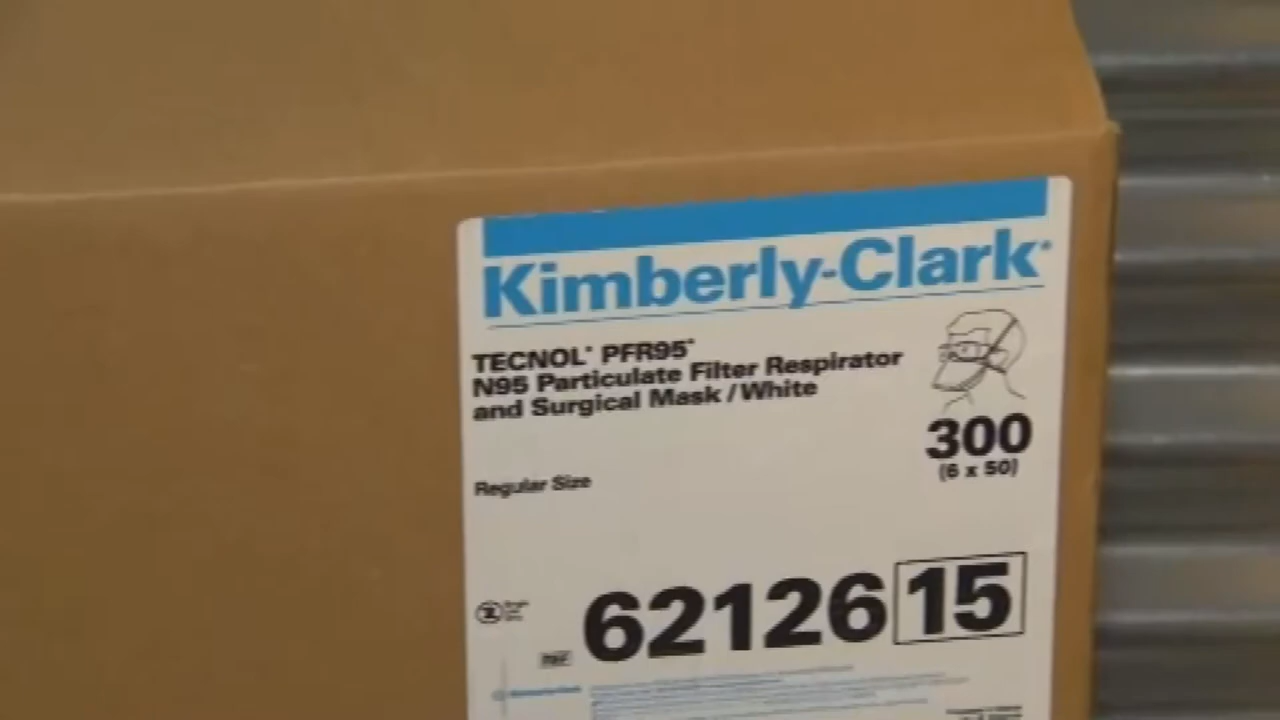 Kimberly-Clark*
TECNOL* PFR95*
N95 Particulate Filter Respirator
and Surgical Mask / White
300
(6 x 50)
Regular Size
62126 15